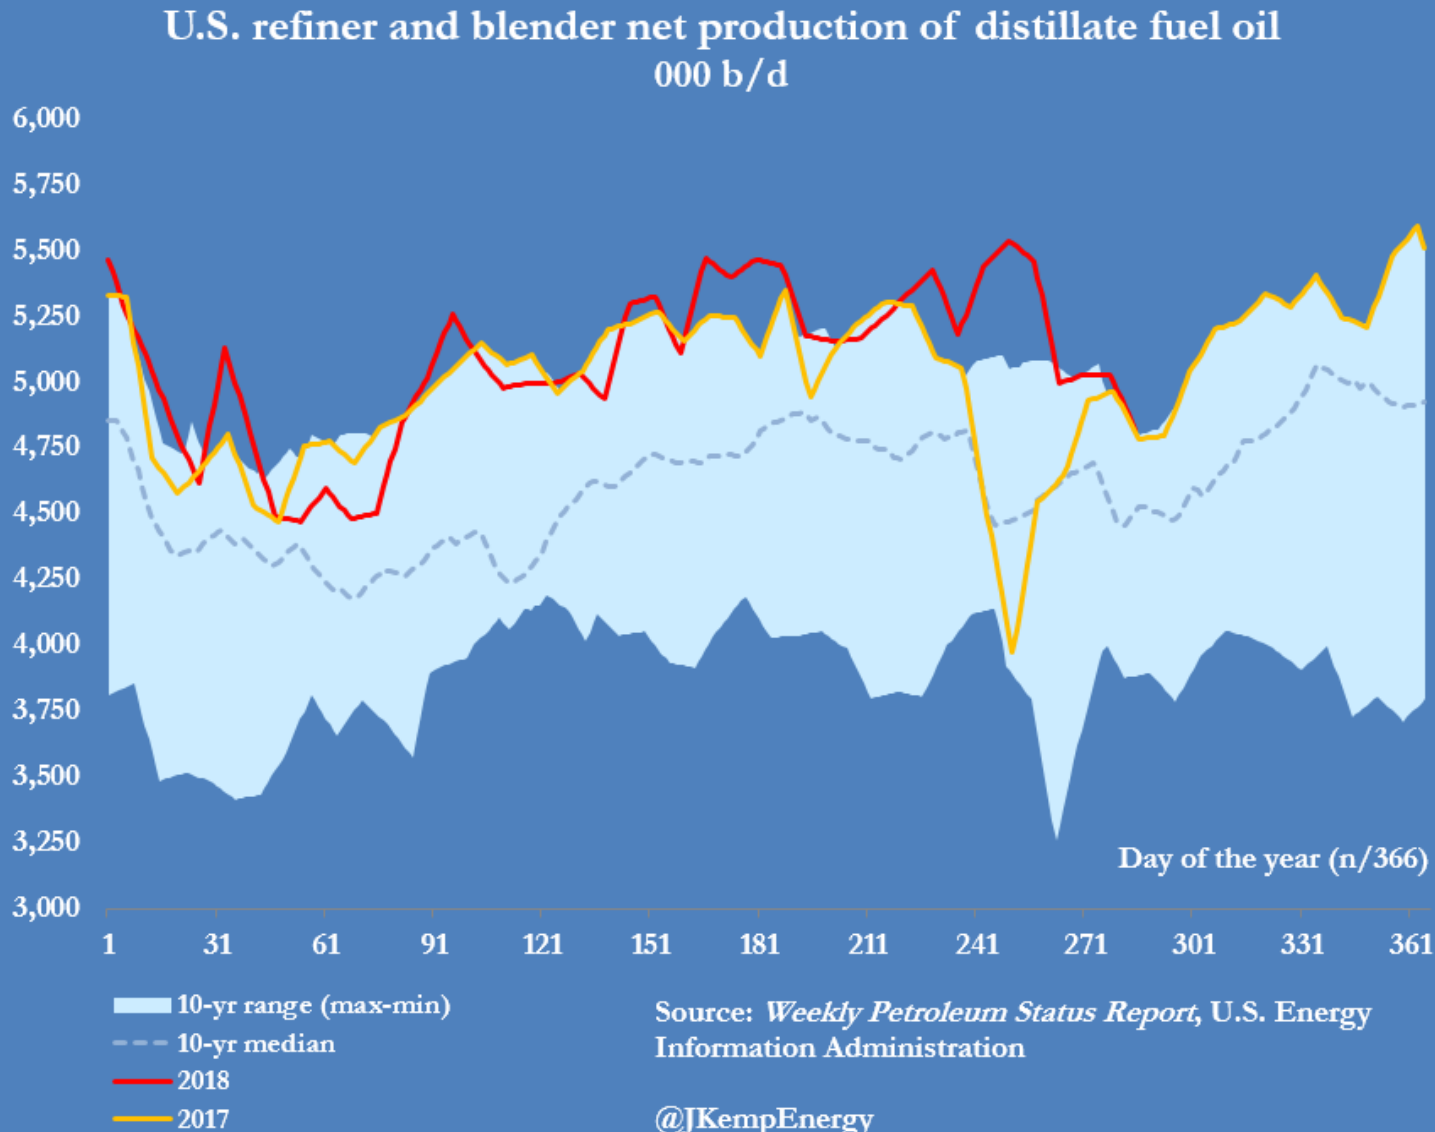 U.S. refiner and blender net production of distillate fuel oil
000 b/d
6,000
5,750
5,500
5,250
5,000
4,750
4,500
4,250
4,000
3,750
3,500
3,250
3,000
Day of the year (n/366)
1 31 61 91 121 151 181 211 241 271 301 331 361
10-yr range (max-min)
10-yr median
2018
2017
Source: Weekly Petroleum Status Report, U.S. Energy
Information Administration
@JKempEnergy